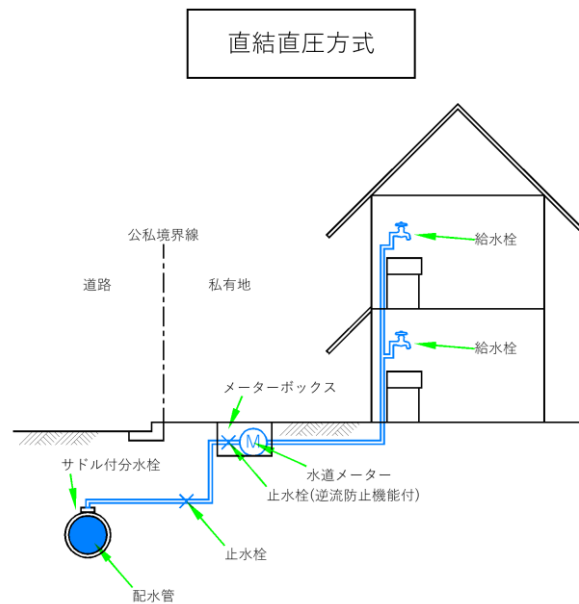 直結直圧方式
公私境界線
道路
私有地
給水栓
給水栓
メーターボックス
M
サドル付分水栓
水道メーター
止水栓(逆流防止機能付)
止水栓
配水管